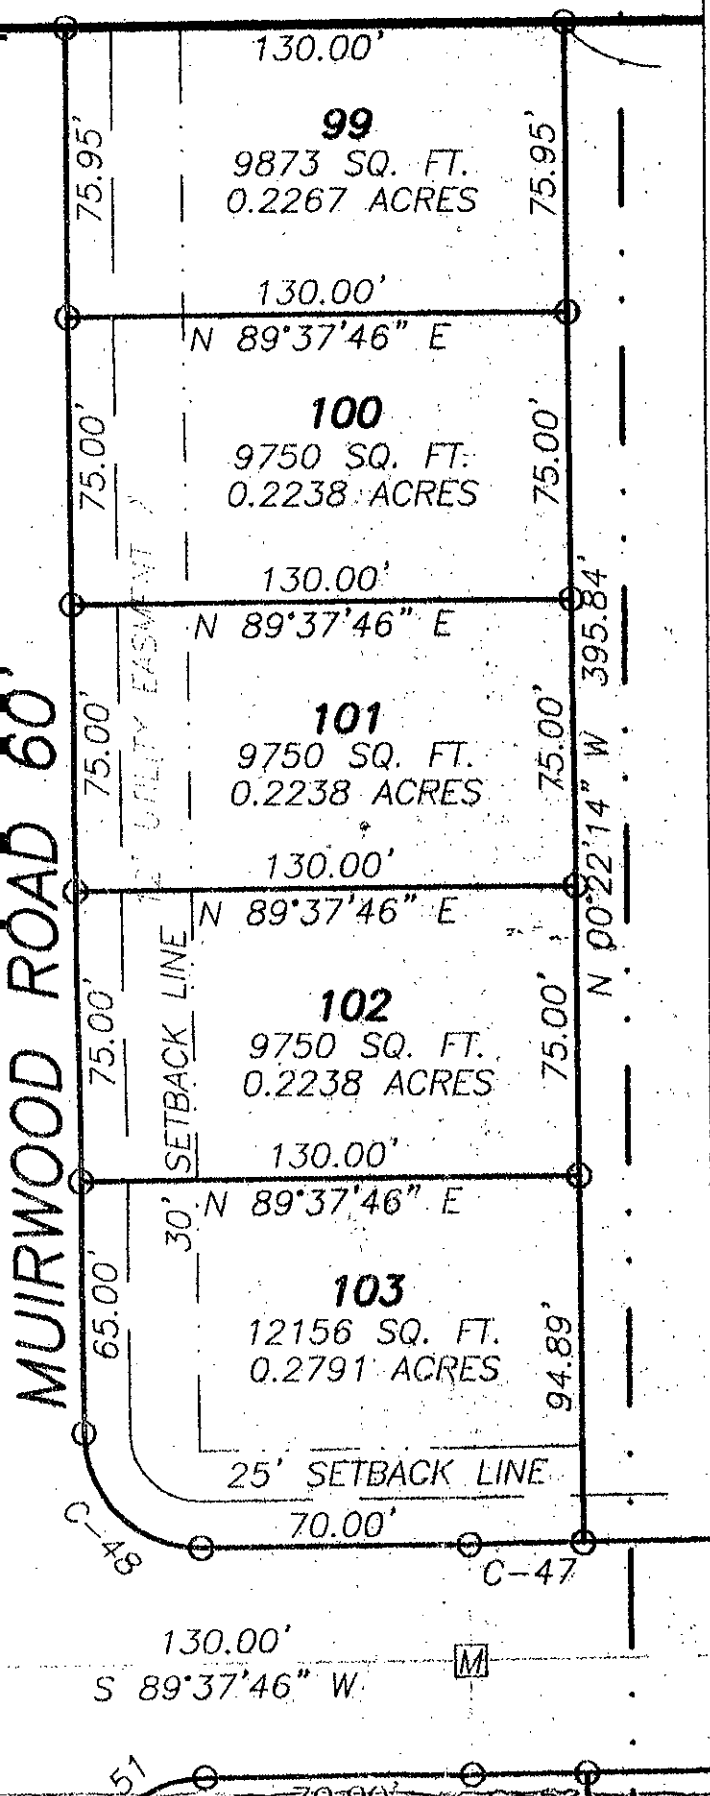 130.00'
99
9873 SQ. FT.
0.2267 ACRES
75.95'
75.95'
130.00'
N 89°37'46" E
100
9750 SQ. FT.
0.2238 ACRES
75.00'
75.00'
130.00'
N 89°37'46" E
12' UTILITY EASMENT
395.84'
N 00°22'14" W
101
9750 SQ. FT.
0.2238 ACRES
75.00'
75.00'
130.00'
N 89°37'46" E
MUIRWOOD ROAD 60'
30' SETBACK LINE
102
9750 SQ. FT.
0.2238 ACRES
75.00'
75.00'
130.00'
N 89°37'46" E
103
12156 SQ. FT.
0.2791 ACRES
65.00'
94.89'
25' SETBACK LINE
70.00'
C-48
C-47
130.00'
S 89°37'46" W
M
51
70.00'